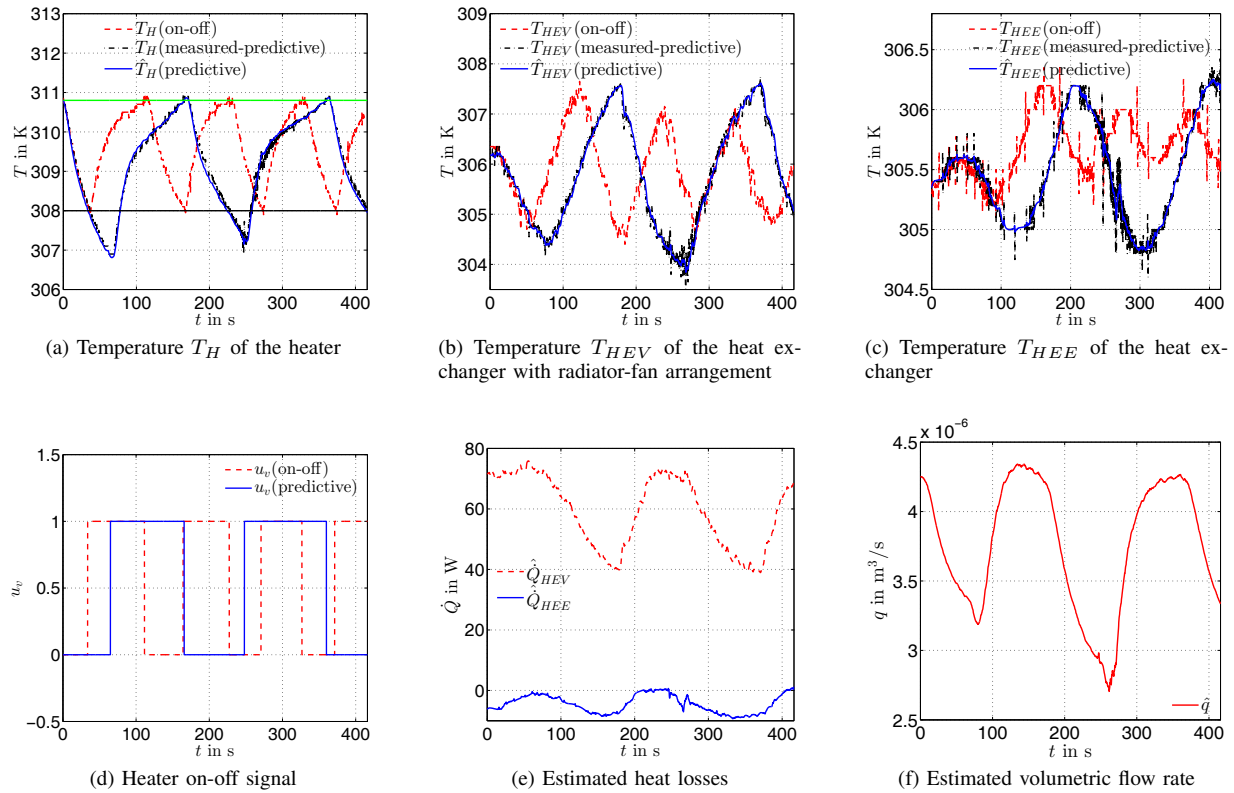 313
312
311
310
309
308
307
306
T in K
0
100
200
300
400
t in s
T_H(on-off)
T_H(measured-predictive)
T̂_H(predictive)
(a) Temperature T_H of the heater
309
308
307
306
305
304
303
T in K
0
100
200
300
400
t in s
T_HEV(on-off)
T_HEV(measured-predictive)
T̂_HEV(predictive)
(b) Temperature T_HEV of the heat ex-
changer with radiator-fan arrangement
306.5
306
305.5
305
304.5
T in K
0
100
200
300
400
t in s
T_HEE(on-off)
T_HEE(measured-predictive)
T̂_HEE(predictive)
(c) Temperature T_HEE of the heat ex-
changer
1.5
1
0.5
0
−0.5
u_v
0
100
200
300
400
t in s
u_v(on-off)
u_v(predictive)
(d) Heater on-off signal
80
60
40
20
0
Q̇ in W
0
100
200
300
400
t in s
Q̇̂_HEV
Q̇̂_HEE
(e) Estimated heat losses
x 10^−6
4.5
4
3.5
3
2.5
q in m³/s
0
100
200
300
400
t in s
q̂
(f) Estimated volumetric flow rate